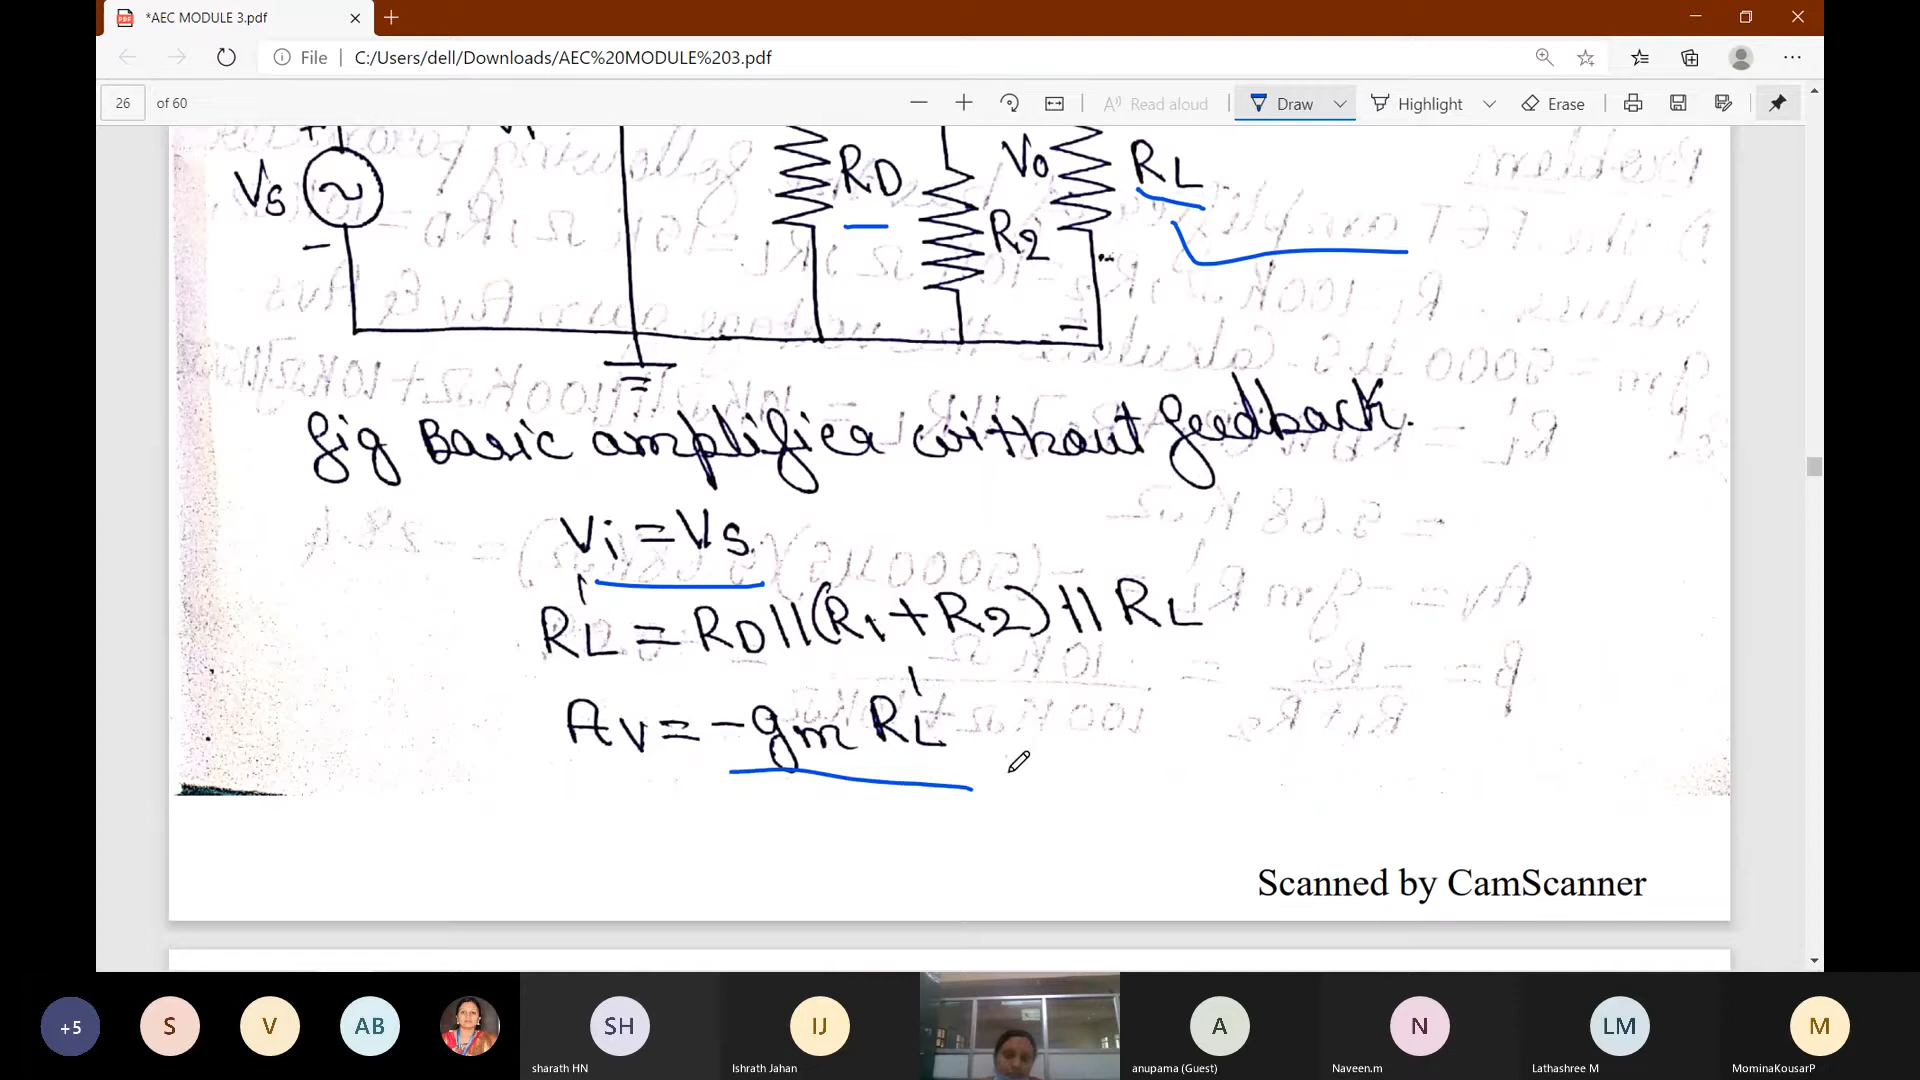 *AEC MODULE 3.pdf
File C:/Users/dell/Downloads/AEC%20MODULE%203.pdf
26 of 60
Read aloud Draw Highlight Erase
+
Vs
-
RD
R2
Vo
RL
-
fig Basic amplifier without feedback.
Vi = Vs
RL' = RD||(R1+R2)||RL
Av = -gm RL'
Scanned by CamScanner
+5 S V AB SH IJ A N LM M
sharath HN Ishrath Jahan anupama (Guest) Naveen.m Lathashree M MominaKousarP